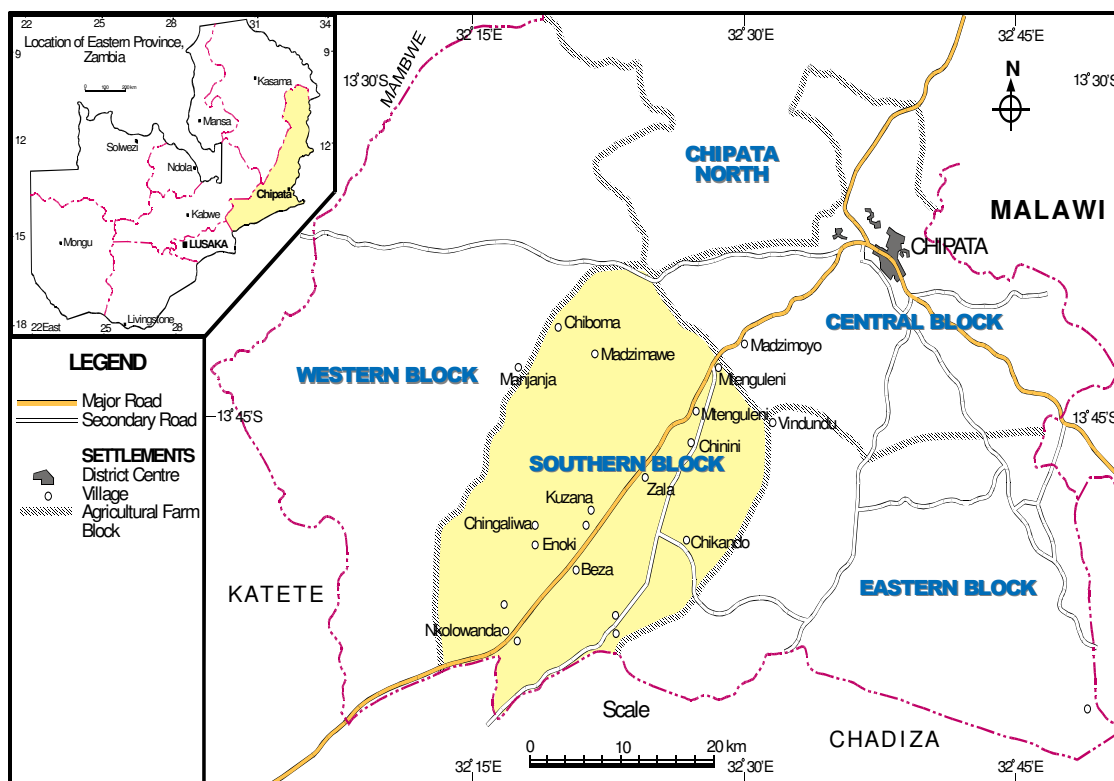 22
25
28
31
34
Location of Eastern Province,
Zambia
9
9
0
100
200km
Kasama
Mansa
12
12
Solwezi
Ndola
Chipata
Kabwe
15
Mongu
LUSAKA
Livingstone
18
22East
25
28
LEGEND
Major Road
Secondary Road
SETTLEMENTS
District Centre
Village
Agricultural Farm
Block
32°15'E
32°30'E
32°45'E
MAMBWE
13°30'S
13°30'S
N
CHIPATA
NORTH
MALAWI
CHIPATA
CENTRAL BLOCK
Chiboma
Madzimoyo
Madzimawe
WESTERN BLOCK
Manjanja
Mtenguleni
13°45'S
Mtenguleni
Vindundu
13°45'S
Chinini
SOUTHERN BLOCK
Zala
Kuzana
Chingaliwa
Enoki
Chikando
Beza
KATETE
EASTERN BLOCK
Nkolowanda
Scale
CHADIZA
0
10
20 km
32°15'E
32°30'E
32°45'E